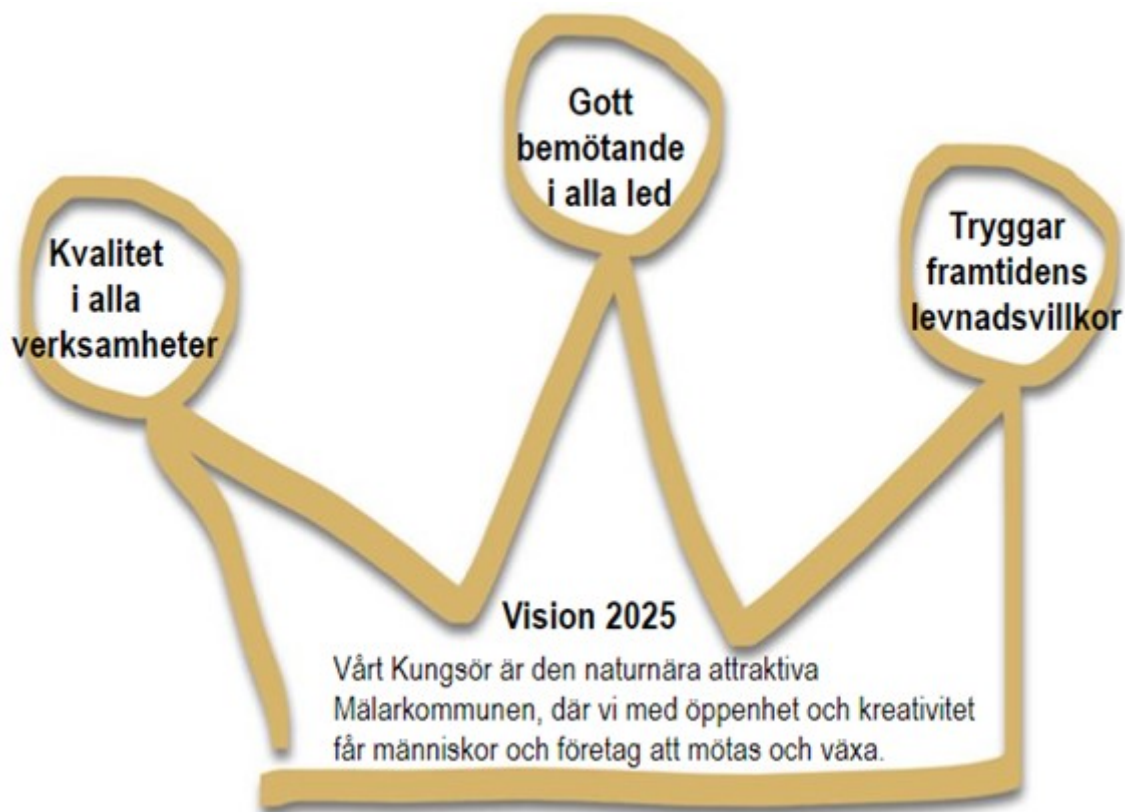 Kvalitet
i alla
verksamheter
Gott
bemötande
i alla led
Tryggar
framtidens
levnadsvillkor
Vision 2025
Vårt Kungsör är den naturnära attraktiva
Mälarkommunen, där vi med öppenhet och kreativitet
får människor och företag att mötas och växa.